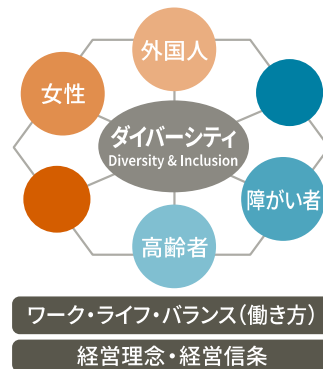 外国人
女性
ダイバーシティ
Diversity & Inclusion
障がい者
高齢者
ワーク・ライフ・バランス(働き方)
経営理念・経営信条